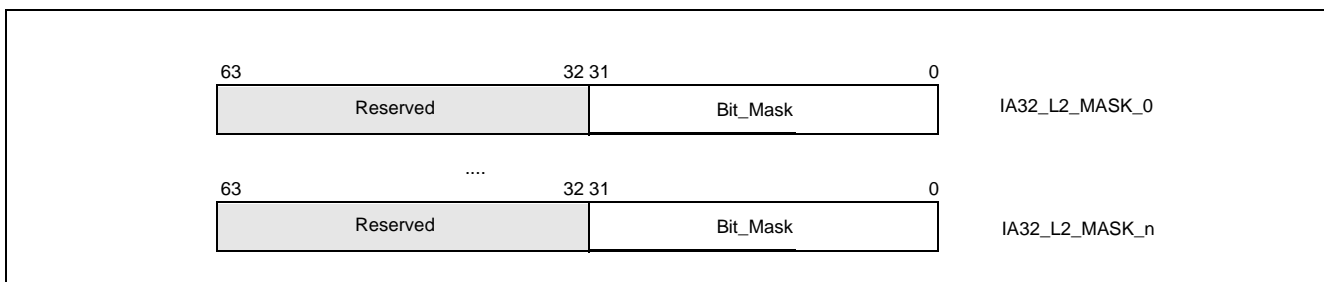 63 32 31 0
Reserved Bit_Mask IA32_L2_MASK_0
....
63 32 31 0
Reserved Bit_Mask IA32_L2_MASK_n